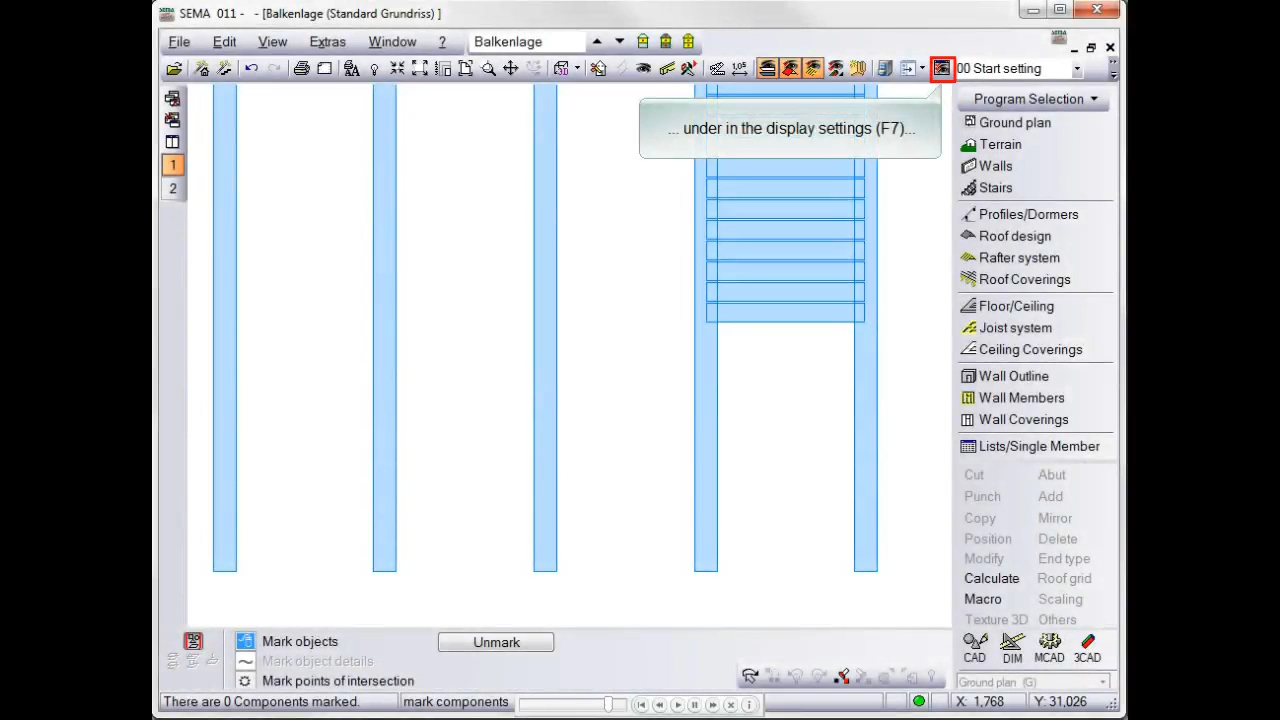 SEMA 011 - - [Balkenlage (Standard Grundriss) ]
File Edit View Extras Window ? Balkenlage
1,05
00 Start setting
... under in the display settings (F7)...
1
2
Program Selection
Ground plan
Terrain
Walls
Stairs
Profiles/Dormers
Roof design
Rafter system
Roof Coverings
Floor/Ceiling
Joist system
Ceiling Coverings
Wall Outline
Wall Members
Wall Coverings
Lists/Single Member
Cut Abut
Punch Add
Copy Mirror
Position Delete
Modify End type
Calculate Roof grid
Macro Scaling
Texture 3D Others
CAD DIM MCAD 3CAD
Ground plan (G)
Mark objects
Unmark
Mark object details
Mark points of intersection
There are 0 Components marked. mark components X: 1,768 Y: 31,026